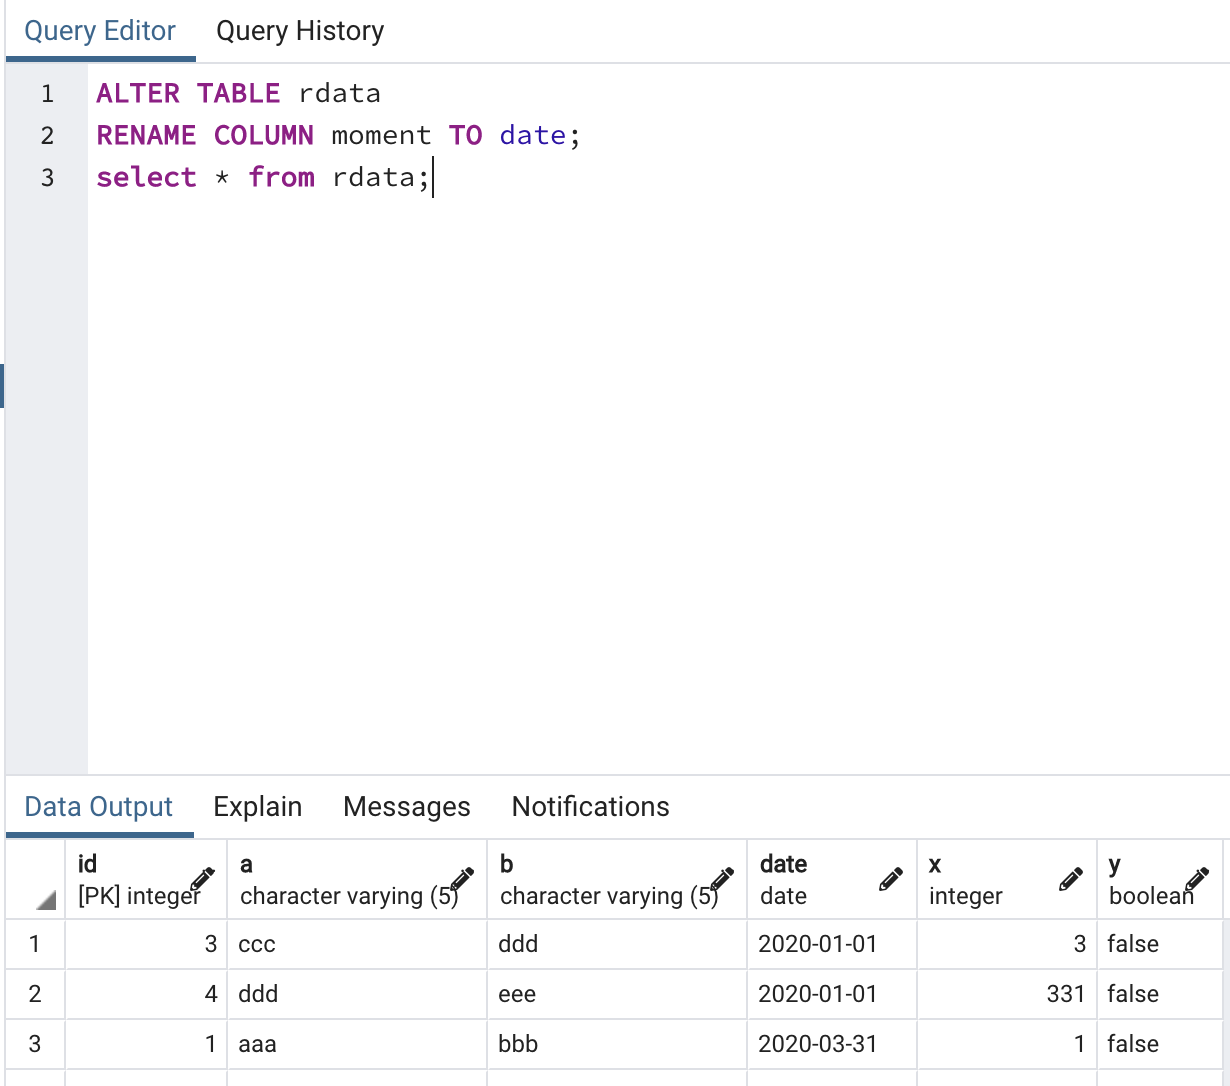 Query Editor Query History
1 ALTER TABLE rdata
2 RENAME COLUMN moment TO date;
3 select * from rdata;
Data Output Explain Messages Notifications
id a b date x y
[PK] integer character varying (5) character varying (5) date integer boolean
1 3 ccc ddd 2020-01-01 3 false
2 4 ddd eee 2020-01-01 331 false
3 1 aaa bbb 2020-03-31 1 false